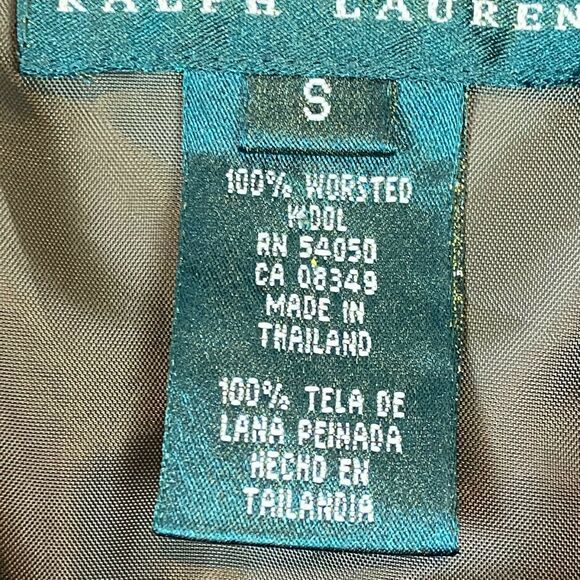 RALPH LAUREN
S
100% WORSTED
WOOL
RN 54050
CA 08349
MADE IN
THAILAND
100% TELA DE
LANA PEINADA
HECHO EN
TAILANDIA